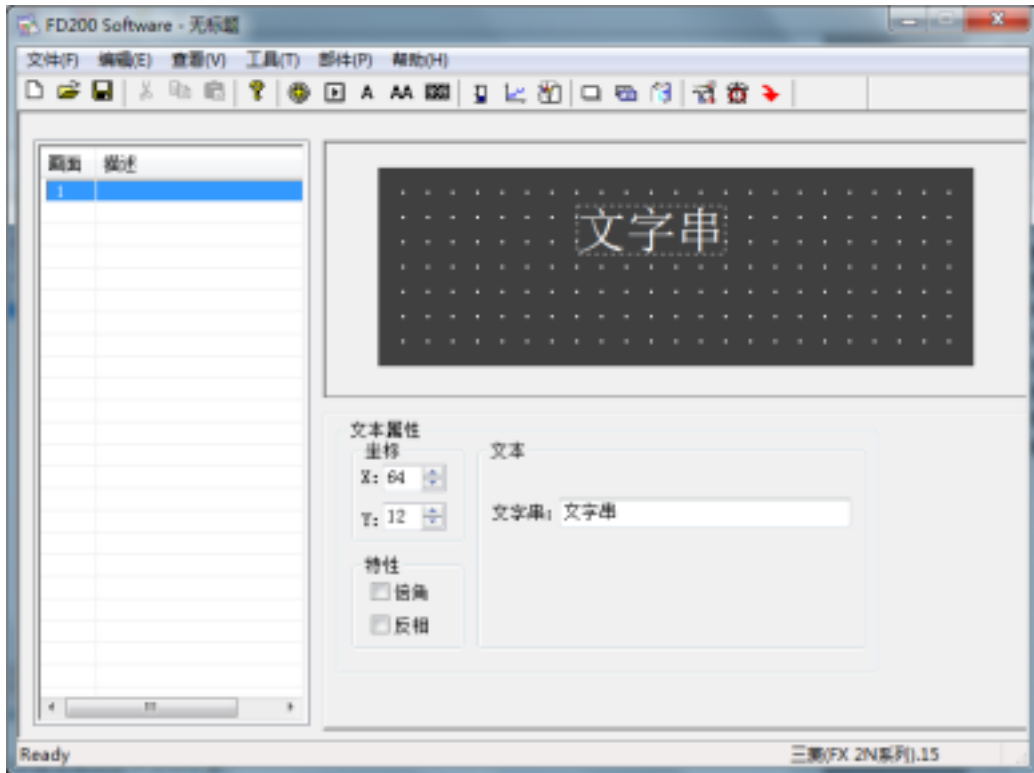 FD200 Software - 无标题
文件(F) 编辑(E) 查看(V) 工具(T) 部件(P) 帮助(H)
A AA
画面 描述
1
文字串
文本属性
坐标
X: 64
Y: 12
特性
倍角
反相
文本
文字串: 文字串
Ready
三菱(FX 2N系列).15